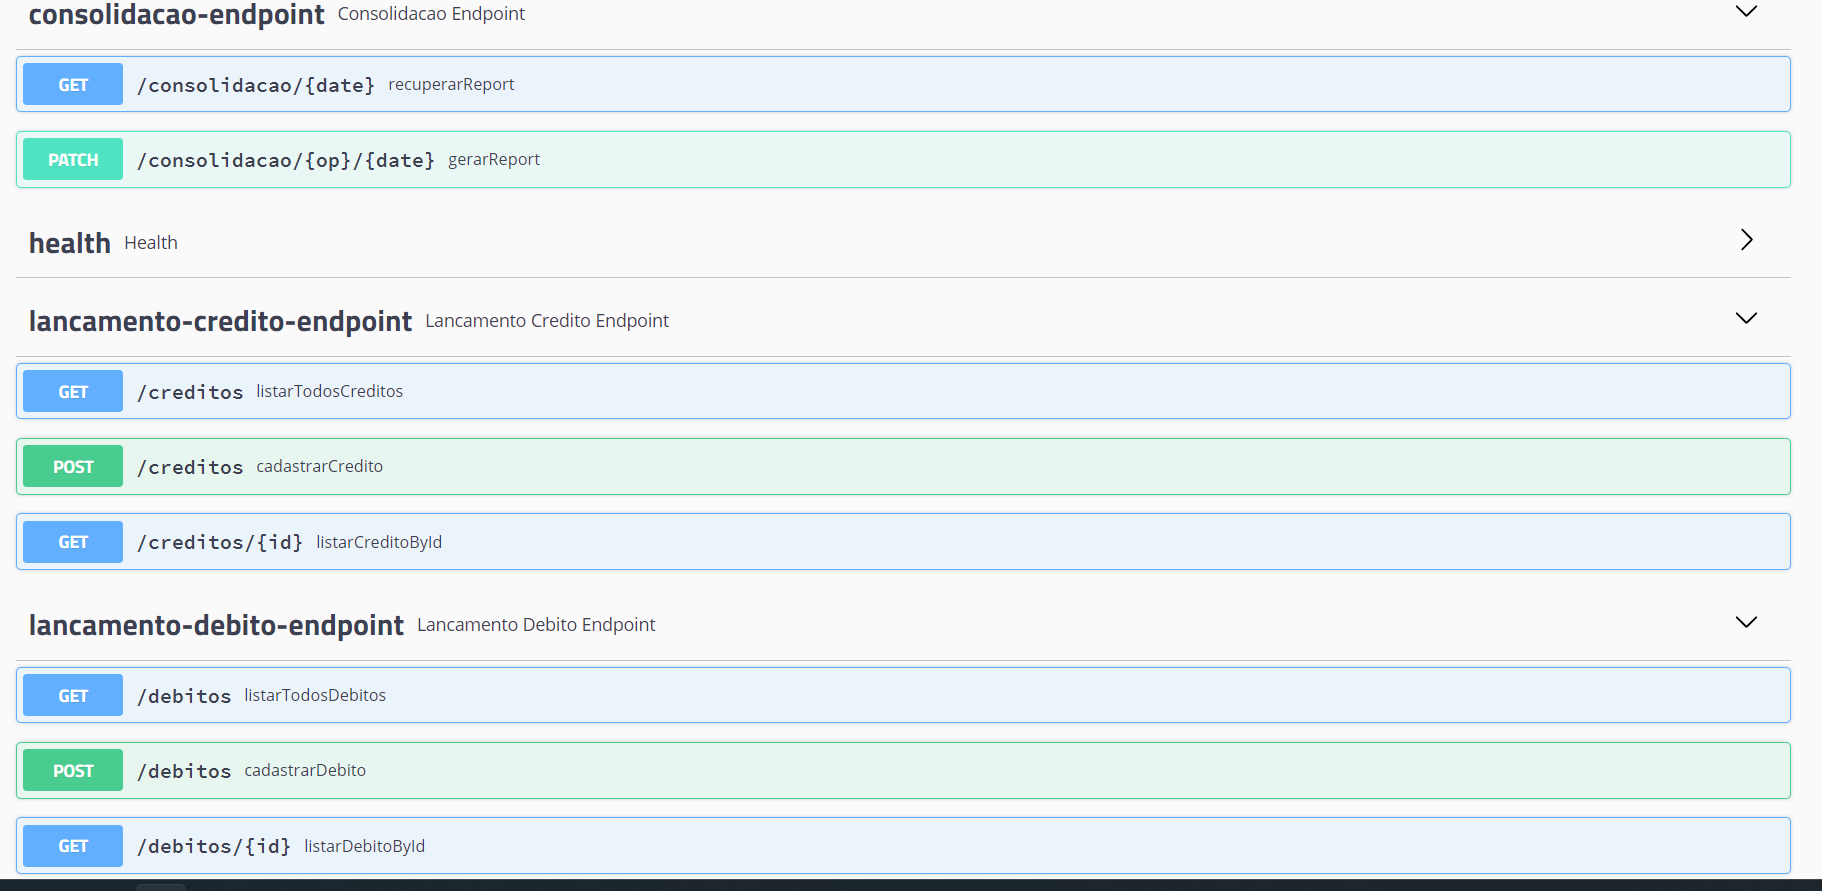 consolidacao-endpoint Consolidacao Endpoint
GET /consolidacao/{date} recuperarReport
PATCH /consolidacao/{op}/{date} gerarReport
health Health
lancamento-credito-endpoint Lancamento Credito Endpoint
GET /creditos listarTodosCreditos
POST /creditos cadastrarCredito
GET /creditos/{id} listarCreditoById
lancamento-debito-endpoint Lancamento Debito Endpoint
GET /debitos listarTodosDebitos
POST /debitos cadastrarDebito
GET /debitos/{id} listarDebitoById